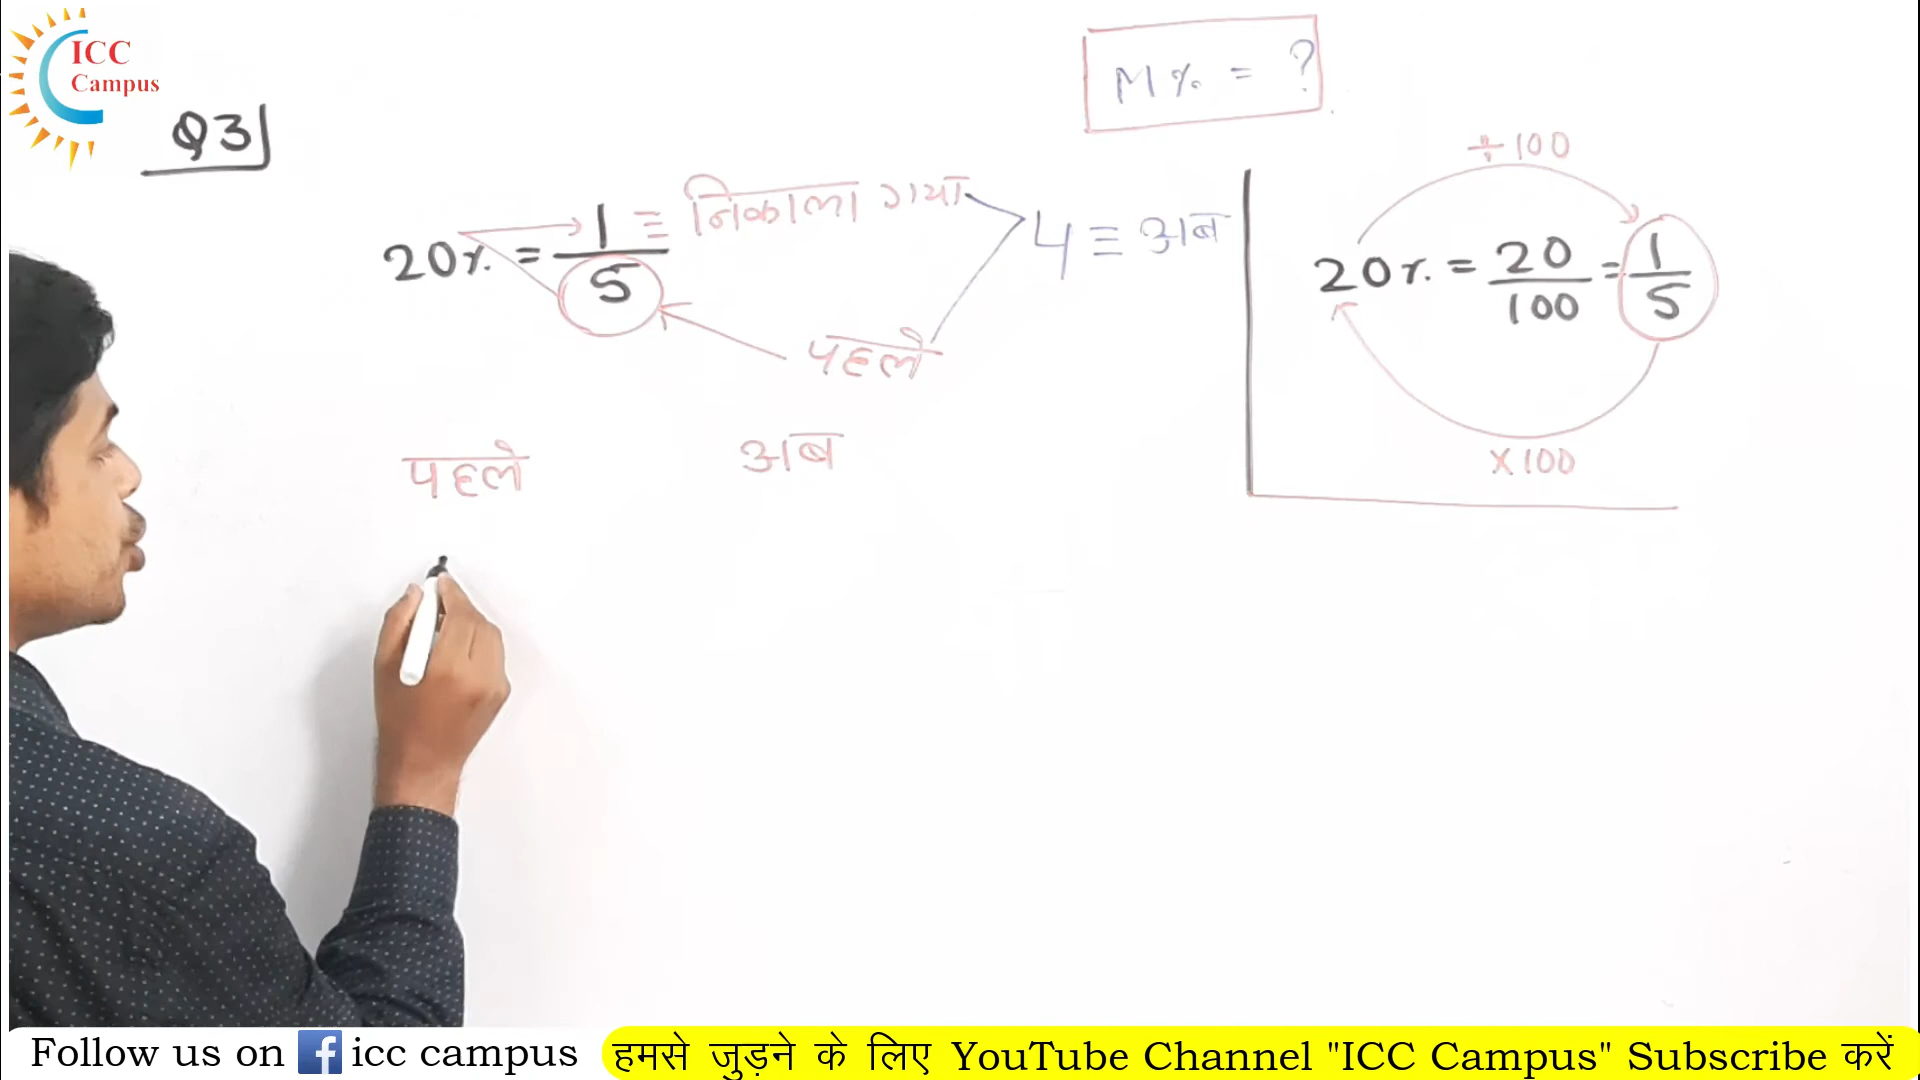 ICC
Campus
Q3
M% = ?
20% = 1/5 ≡ निकाला गया
पहले
4 ≡ अब
÷100
20% = 20/100 = 1/5
×100
पहले अब
Follow us on f icc campus
हमसे जुड़ने के लिए YouTube Channel "ICC Campus" Subscribe करें